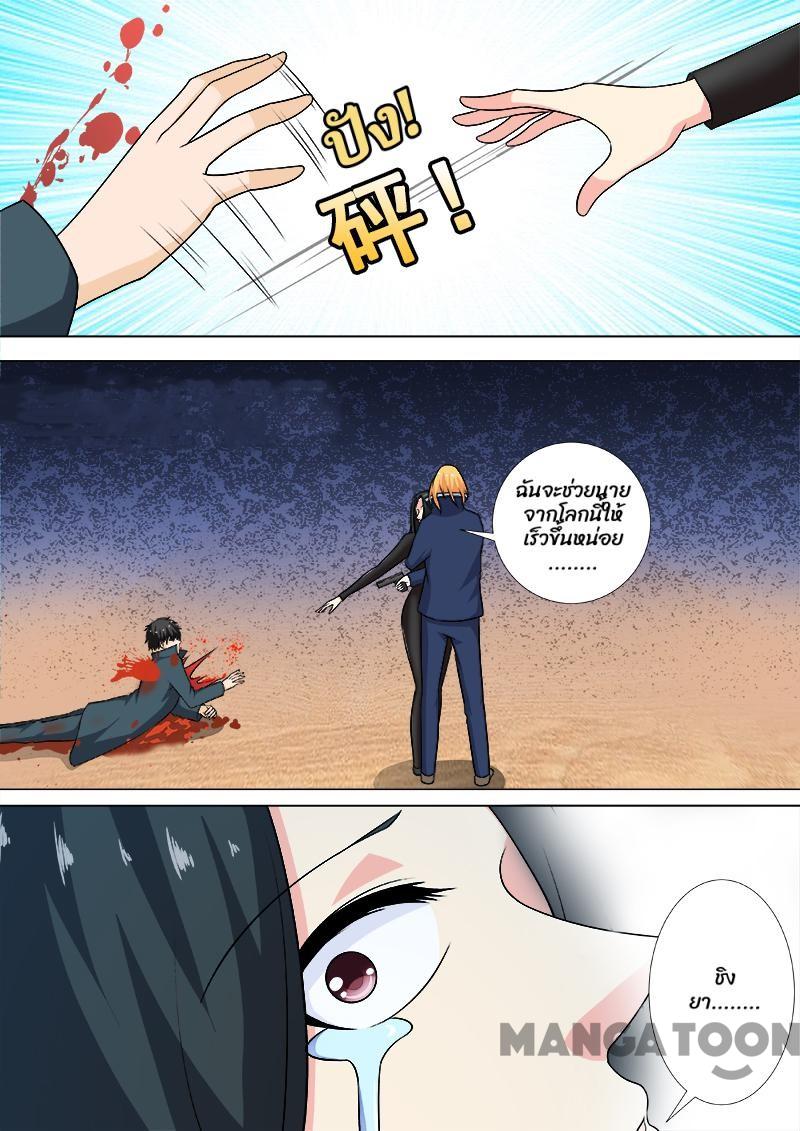 ปัง!
砰！
ฉันจะช่วยนาย
จากโลกนี้ให้
เร็วขึ้นหน่อย
........
ชิง
ยา........
MANGATOON